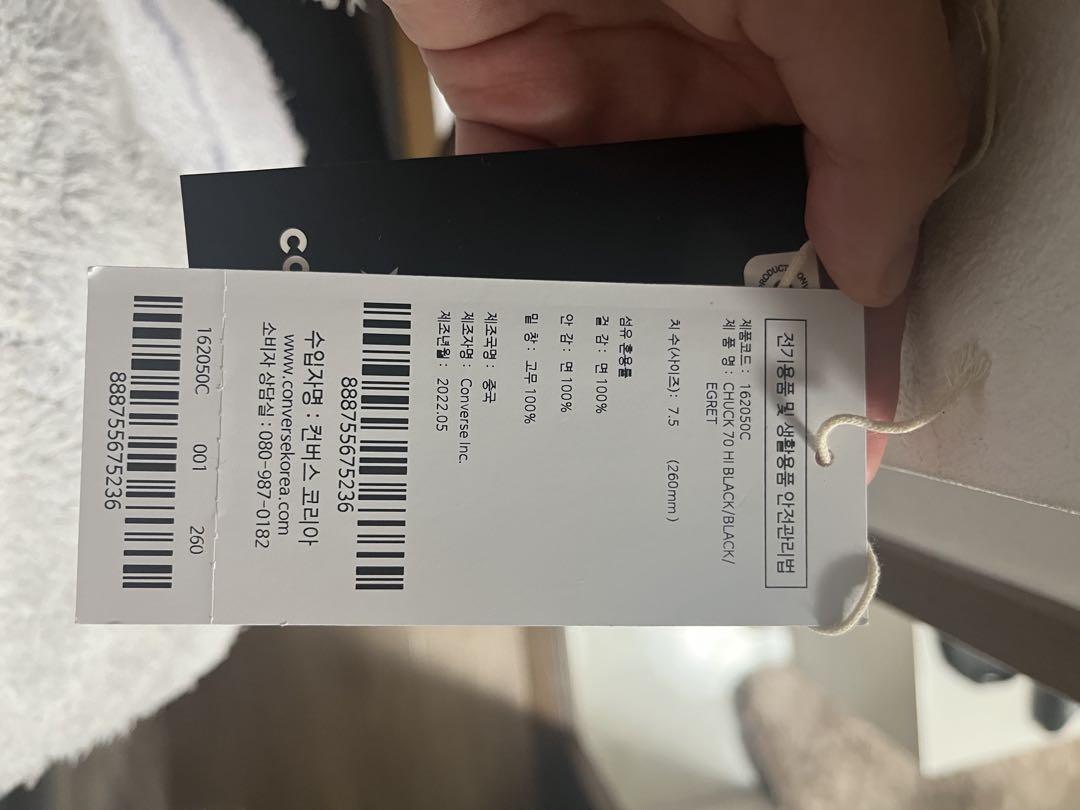 전기용품 및 생활용품 안전관리법
제품코드 : 162050C
제 품 명 : CHUCK 70 HI BLACK/BLACK/
EGRET
치수(사이즈) : 7.5 (260mm )
섬유 혼용률
겉 감 : 면 100%
안 감 : 면 100%
밑 창 : 고무 100%
제조국명 : 중국
제조자명 : Converse Inc.
제조년월 : 2022.05
888755675236
수입자명 : 컨버스 코리아
www.conversekorea.com
소비자 상담실 : 080-987-0182
162050C 001 260
888755675236
CO
PRODUCT ON